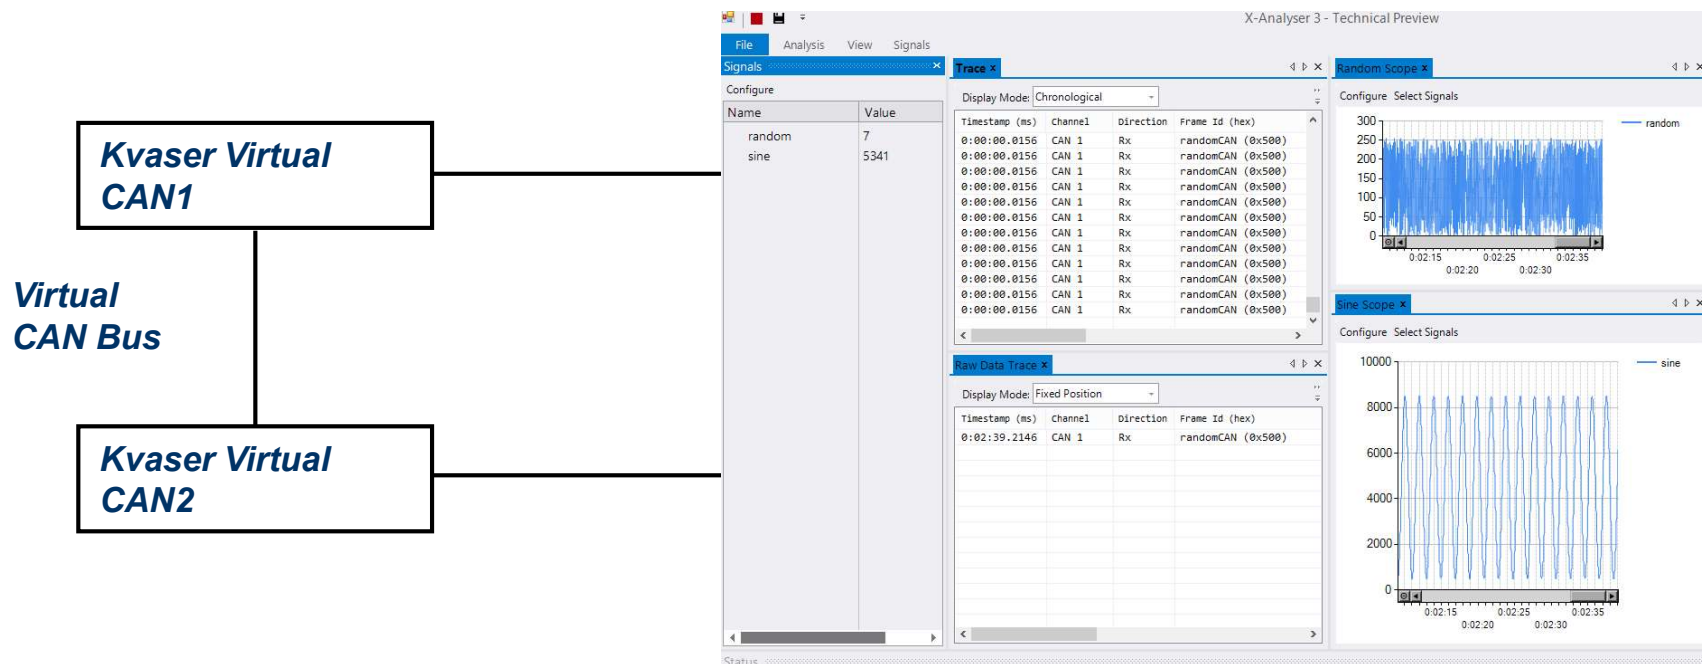 Kvaser Virtual
CAN1
Virtual
CAN Bus
Kvaser Virtual
CAN2
X-Analyser 3 - Technical Preview
File Analysis View Signals
Signals
Configure
Name Value
random 7
sine 5341
Trace
Display Mode: Chronological
Timestamp (ms) Channel Direction Frame Id (hex)
0:00:00.0156 CAN 1 Rx randomCAN (0x500)
0:00:00.0156 CAN 1 Rx randomCAN (0x500)
0:00:00.0156 CAN 1 Rx randomCAN (0x500)
0:00:00.0156 CAN 1 Rx randomCAN (0x500)
0:00:00.0156 CAN 1 Rx randomCAN (0x500)
0:00:00.0156 CAN 1 Rx randomCAN (0x500)
0:00:00.0156 CAN 1 Rx randomCAN (0x500)
0:00:00.0156 CAN 1 Rx randomCAN (0x500)
0:00:00.0156 CAN 1 Rx randomCAN (0x500)
0:00:00.0156 CAN 1 Rx randomCAN (0x500)
0:00:00.0156 CAN 1 Rx randomCAN (0x500)
0:00:00.0156 CAN 1 Rx randomCAN (0x500)
Raw Data Trace
Display Mode: Fixed Position
Timestamp (ms) Channel Direction Frame Id (hex)
0:02:39.2146 CAN 1 Rx randomCAN (0x500)
Random Scope
Configure Select Signals
300
250
200
150
100
50
0
random
0:02:15 0:02:25 0:02:35
0:02:20 0:02:30
Sine Scope
Configure Select Signals
10000
8000
6000
4000
2000
0
sine
0:02:15 0:02:25 0:02:35
0:02:20 0:02:30
Status